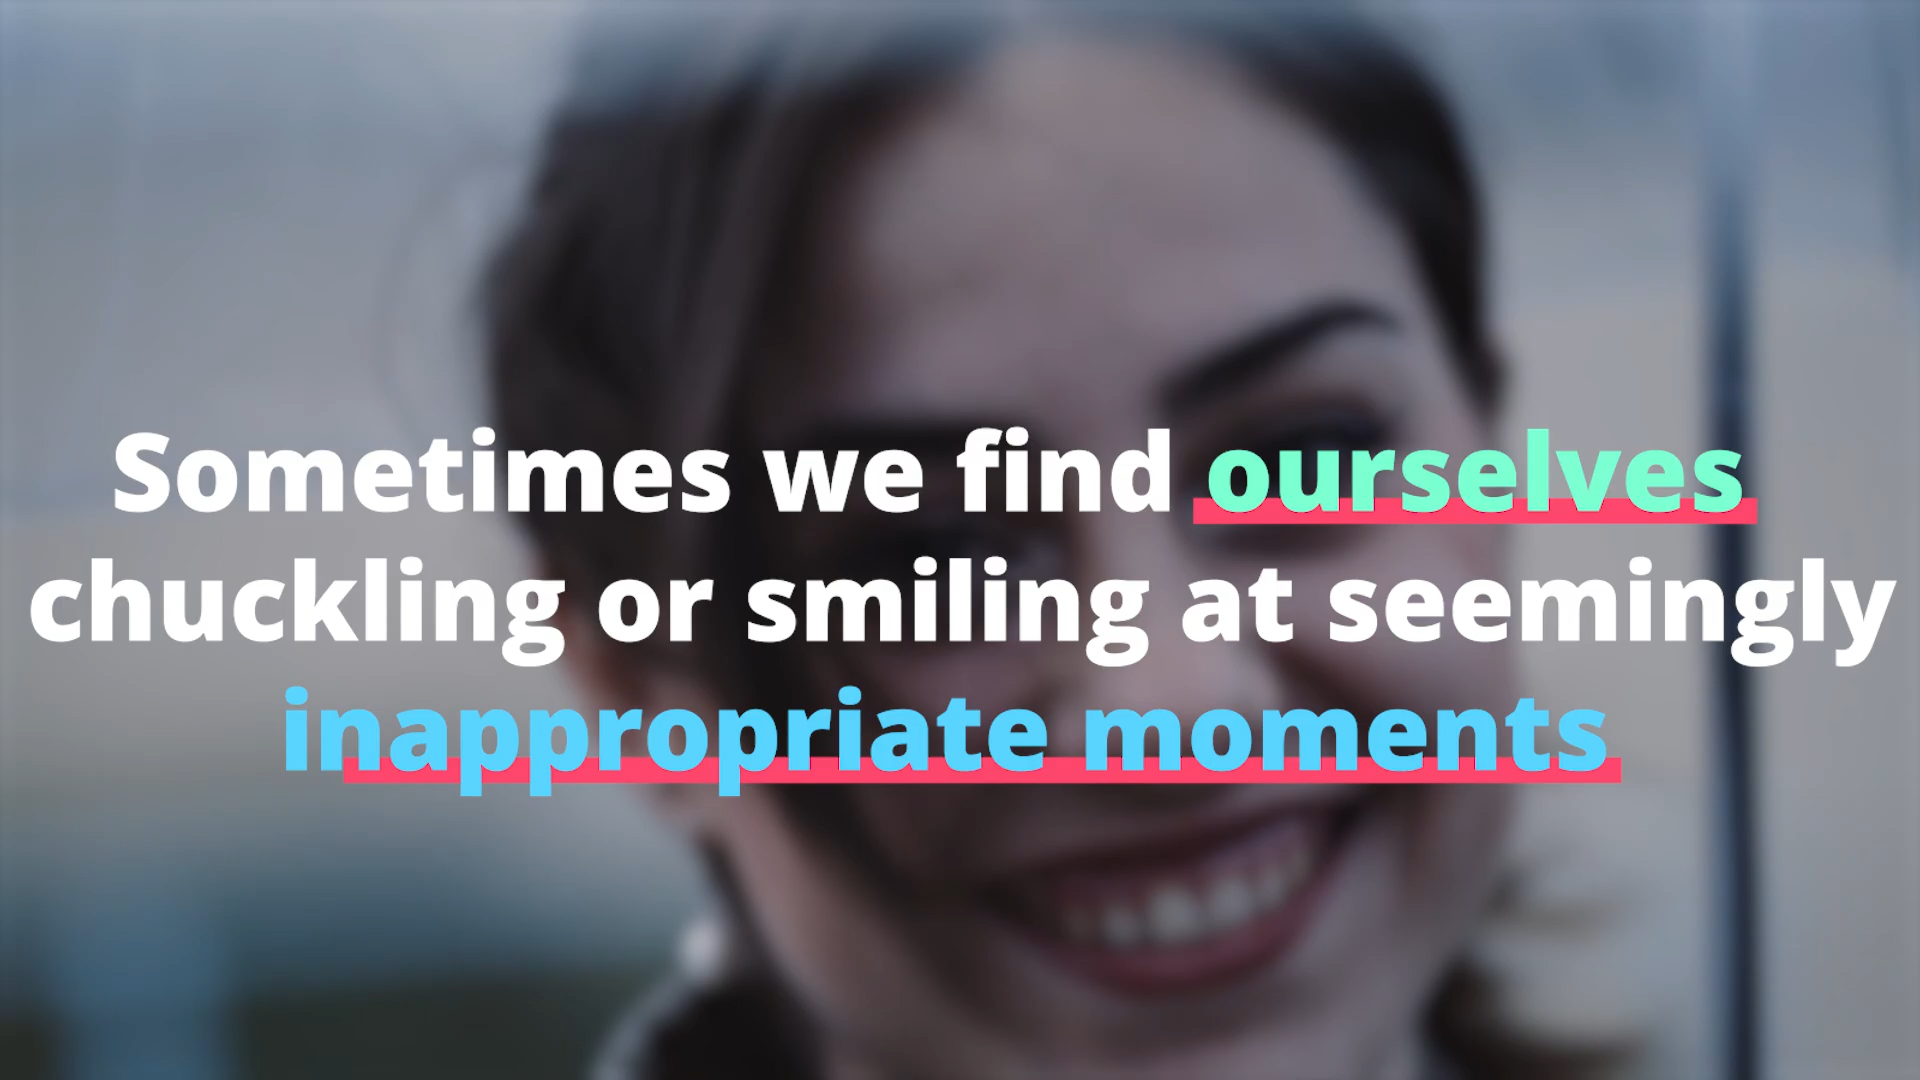 Sometimes we find ourselves
chuckling or smiling at seemingly
inappropriate moments